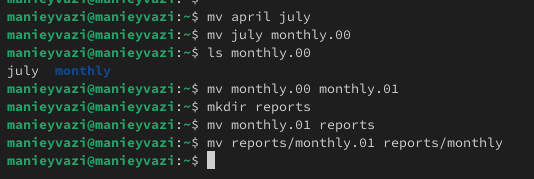 manieyvazi@manieyvazi:~$ mv april july
manieyvazi@manieyvazi:~$ mv july monthly.00
manieyvazi@manieyvazi:~$ ls monthly.00
july  monthly
manieyvazi@manieyvazi:~$ mv monthly.00 monthly.01
manieyvazi@manieyvazi:~$ mkdir reports
manieyvazi@manieyvazi:~$ mv monthly.01 reports
manieyvazi@manieyvazi:~$ mv reports/monthly.01 reports/monthly
manieyvazi@manieyvazi:~$